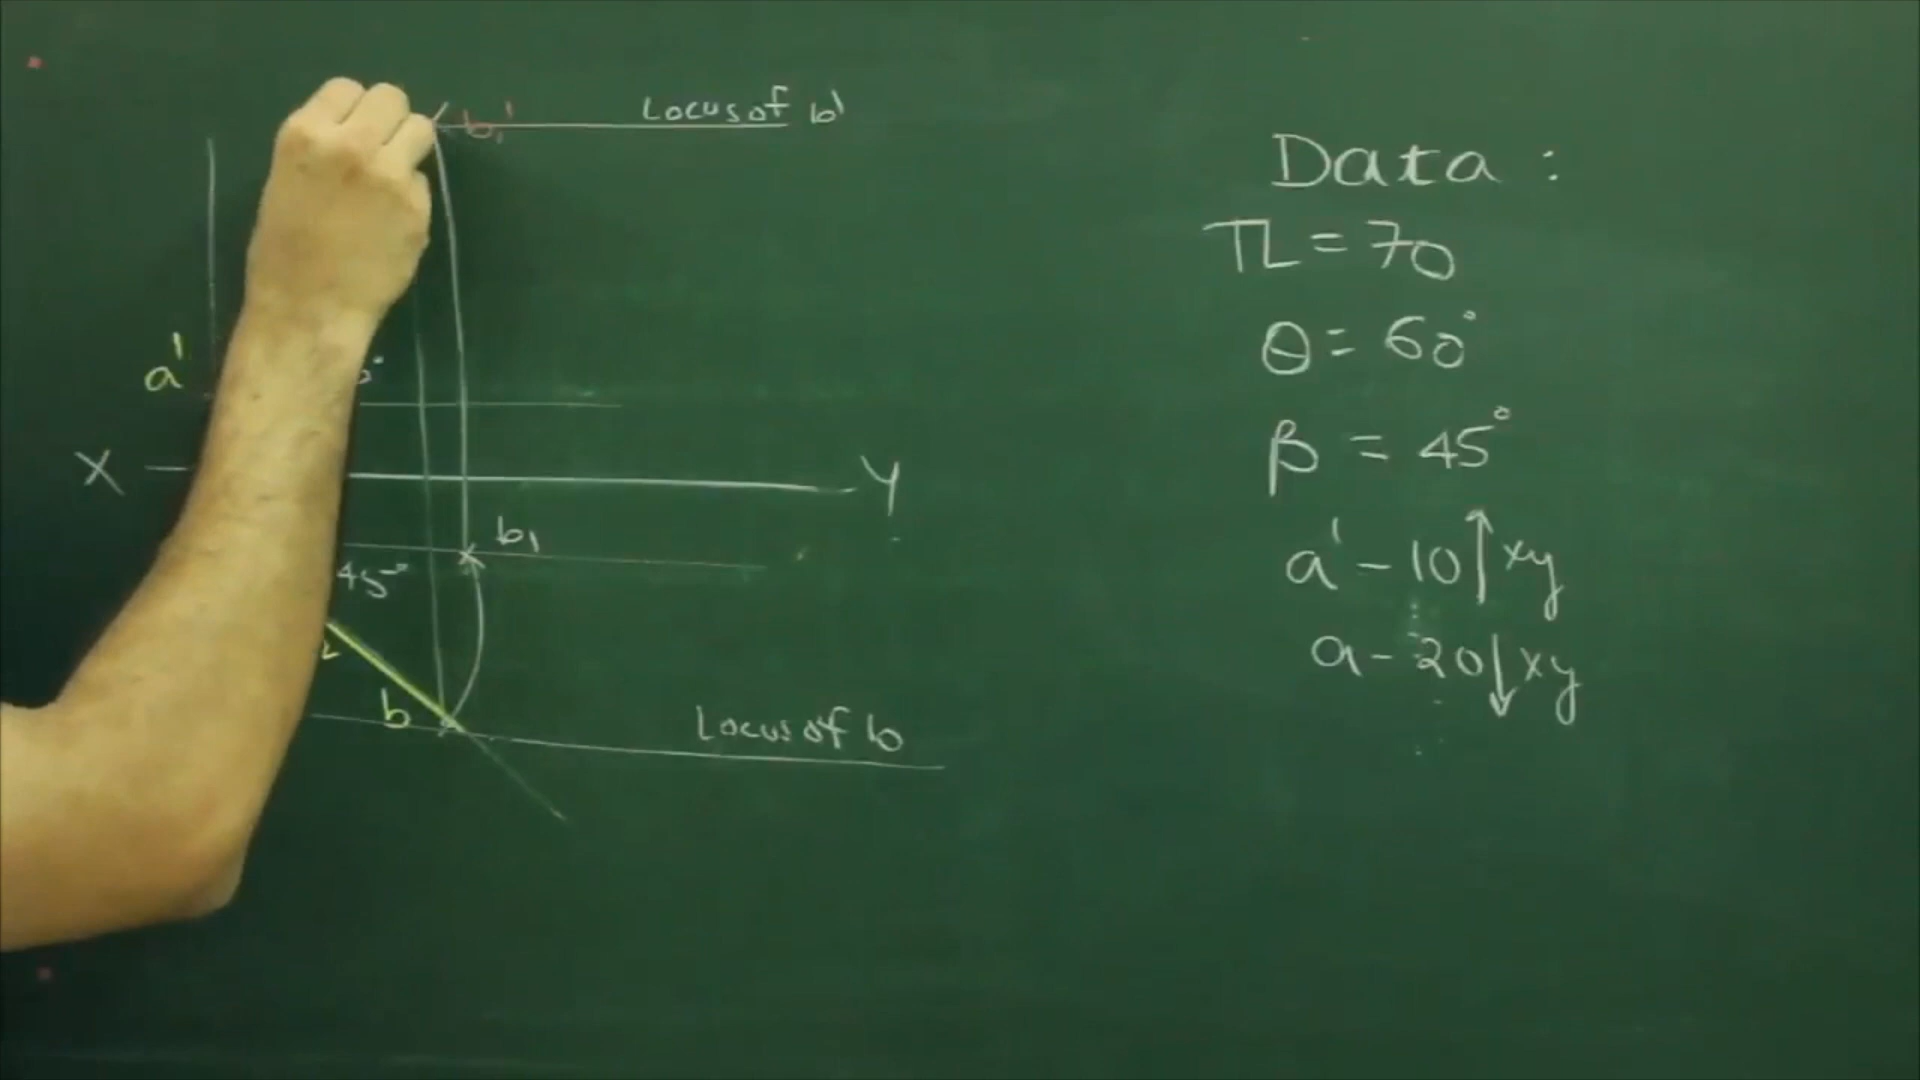 b₁'
Locus of b'
a'
X
Y
b₁
45°
b
Locus of b
Data :
TL = 70
θ = 60°
β = 45°
a' - 10 ↑ xy
a - 20 ↓ xy